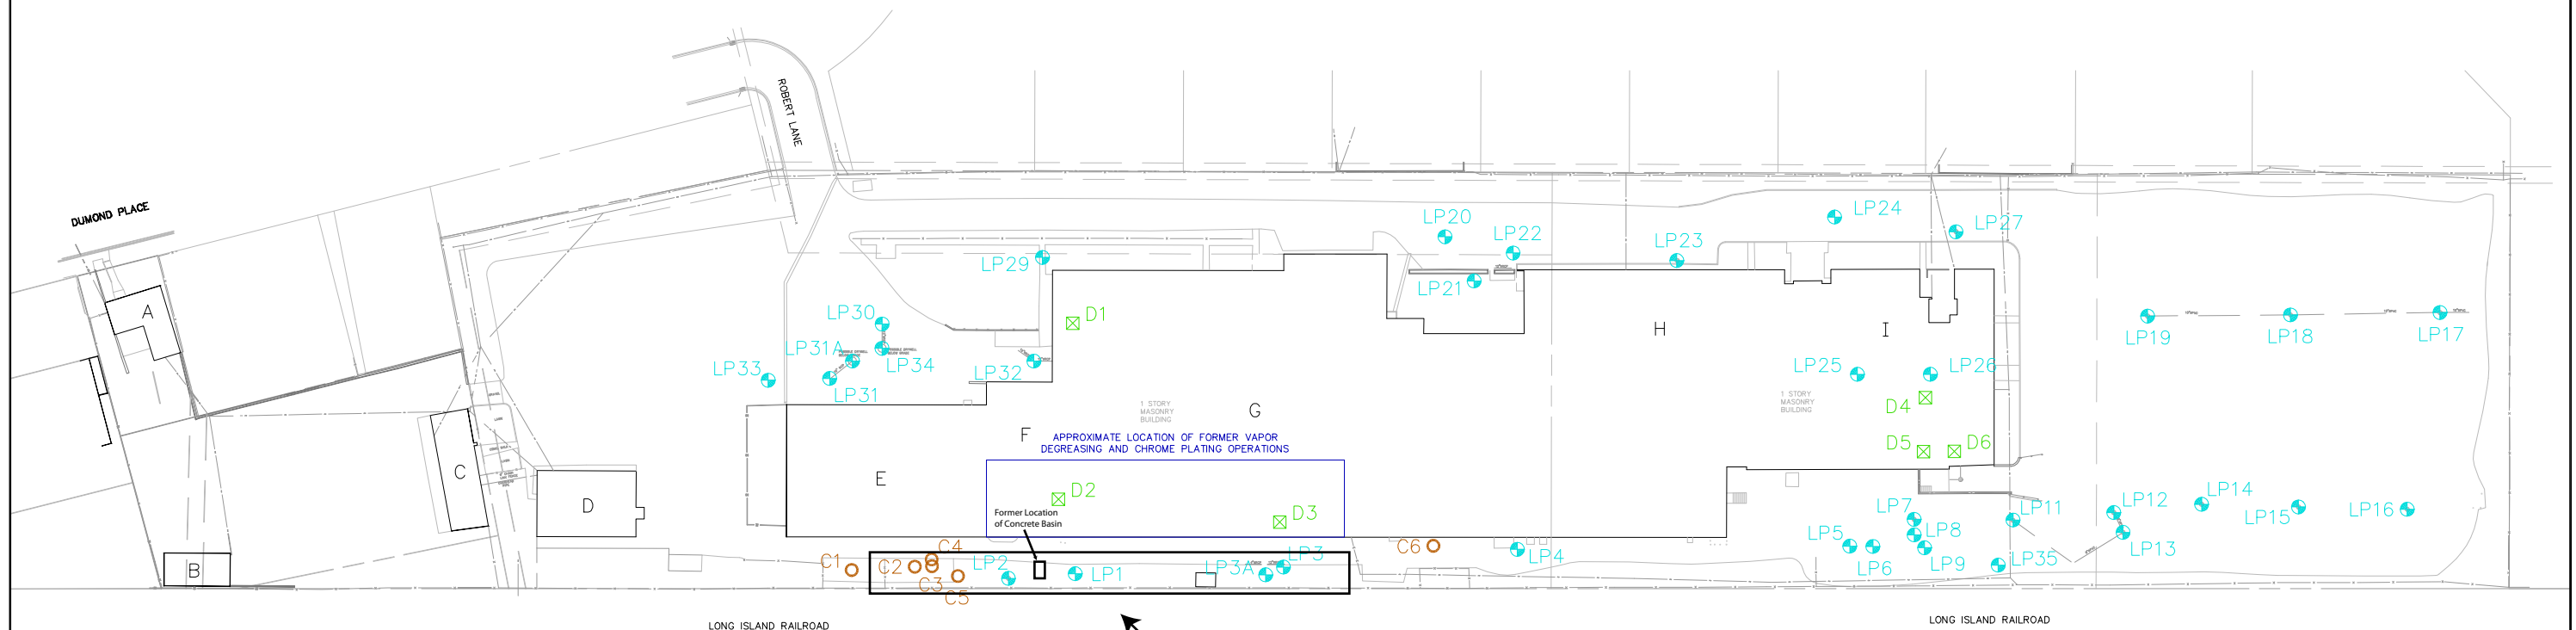 ROBERT LANE
DUMOND PLACE
LP20
LP24
LP27
LP22
LP23
LP29
LP21
A
LP30
D1
H
I
LP19
LP18
LP17
LP31A
LP34
LP33
LP32
LP31
LP25
LP26
1 STORY
MASONRY
BUILDING
G
1 STORY
MASONRY
BUILDING
D4
F
APPROXIMATE LOCATION OF FORMER VAPOR
DEGREASING AND CHROME PLATING OPERATIONS
D5
D6
C
E
D2
D
D3
Former Location
of Concrete Basin
LP7
LP8
LP11
LP12
LP14
LP15
LP16
LP5
LP6
LP9
LP13
LP35
C4
C6
LP4
B
C1
C2
C3
C5
LP2
LP1
LP3A
LP3
LONG ISLAND RAILROAD
LONG ISLAND RAILROAD